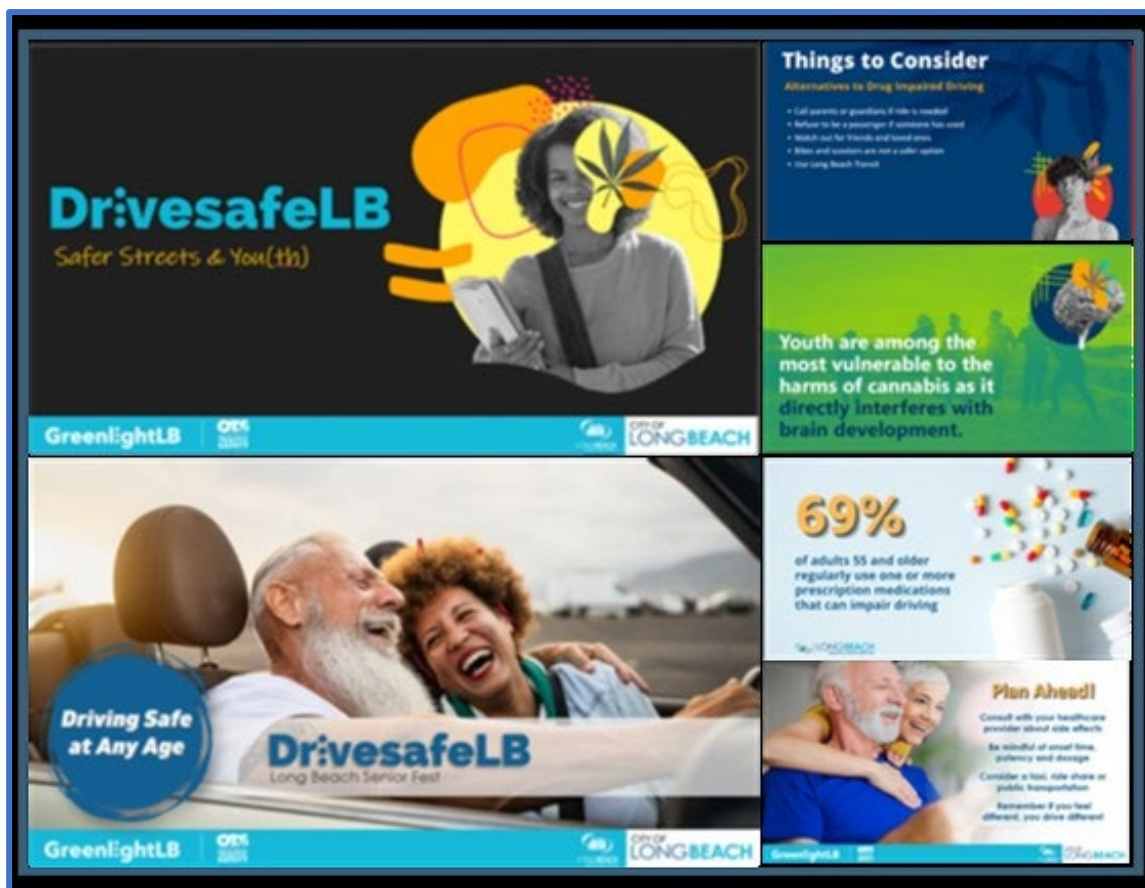 DrivesafeLB
Safer Streets & You(th)
GreenlightLB
OTS
CITY OF
LONGBEACH
Things to Consider
Alternatives to Drug Impaired Driving
• Call parents or guardians if ride is needed
• Refuse to be a passenger if someone has used
• Watch out for friends and loved ones
• Bikes and scooters are not a safer option
• Use Long Beach Transit
Youth are among the
most vulnerable to the
harms of cannabis as it
directly interferes with
brain development.
Driving Safe
at Any Age
DrivesafeLB
Long Beach Senior Fest
GreenlightLB
OTS
CITY OF
LONGBEACH
69%
of adults 55 and older
regularly use one or more
prescription medications
that can impair driving
LONGBEACH
Plan Ahead!
Consult with your healthcare
provider about side effects
Be mindful of onset time,
potency and dosage
Consider a taxi, ride share or
public transportation
Remember if you feel
different, you drive different!
GreenlightLB
LONGBEACH